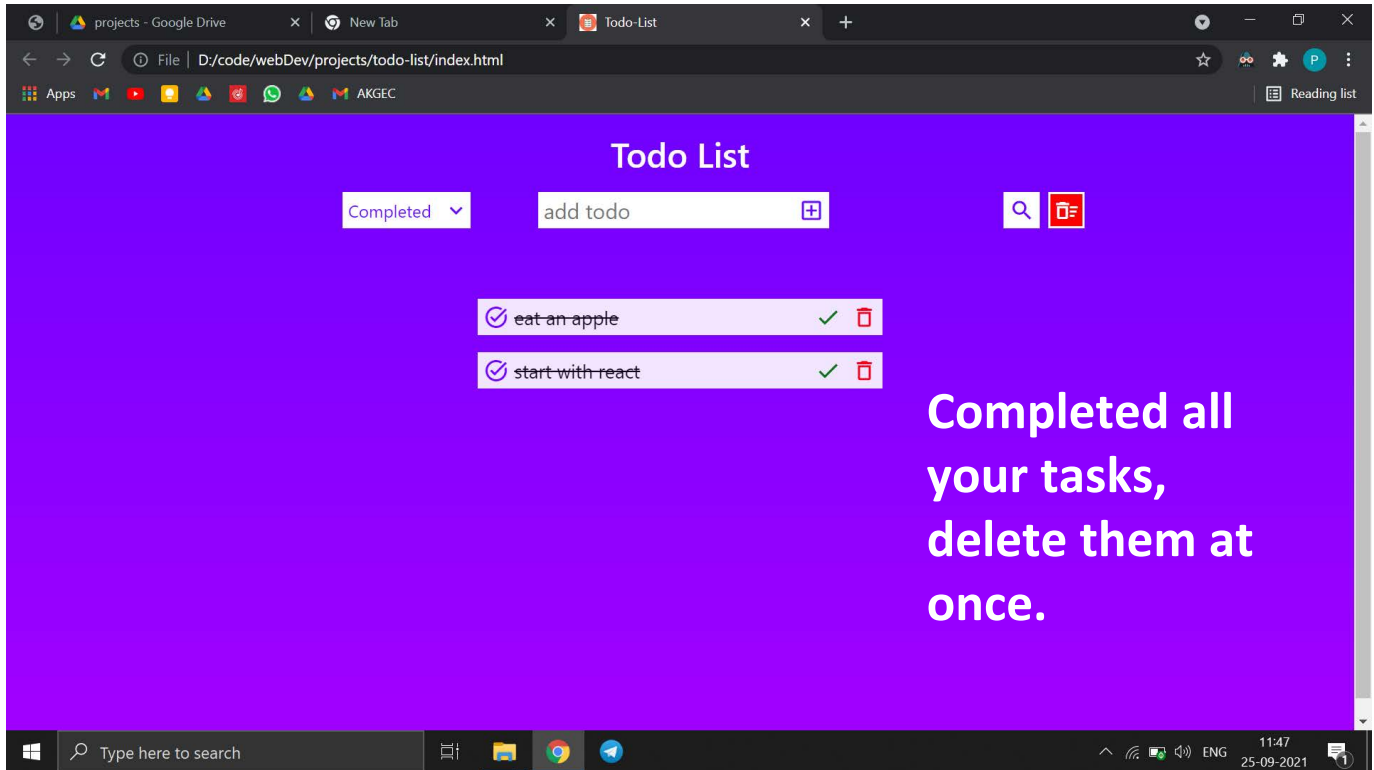 projects - Google Drive
New Tab
Todo-List
File
D:/code/webDev/projects/todo-list/index.html
P
Apps
AKGEC
Reading list
Todo List
Completed
add todo
eat an apple
start with react
Completed all
your tasks,
delete them at
once.
Type here to search
ENG
11:47
25-09-2021
1